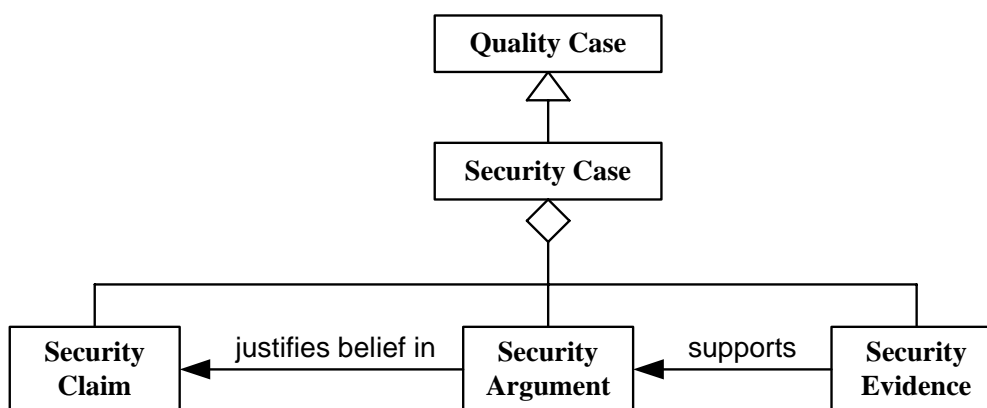 Quality Case
Security Case
Security
Claim
justifies belief in
Security
Argument
supports
Security
Evidence